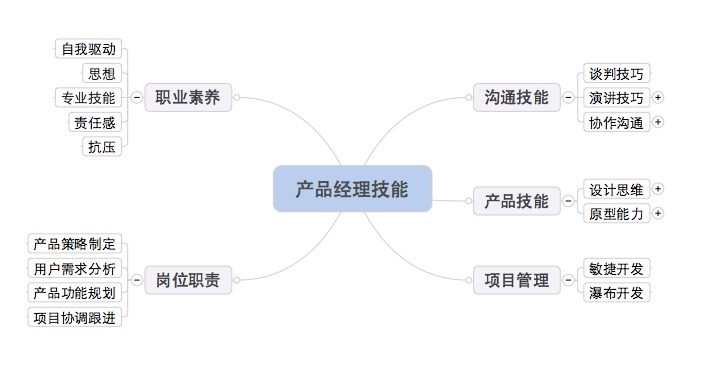 产品经理技能
职业素养
自我驱动
思想
专业技能
责任感
抗压
岗位职责
产品策略制定
用户需求分析
产品功能规划
项目协调跟进
沟通技能
谈判技巧
演讲技巧
协作沟通
产品技能
设计思维
原型能力
项目管理
敏捷开发
瀑布开发